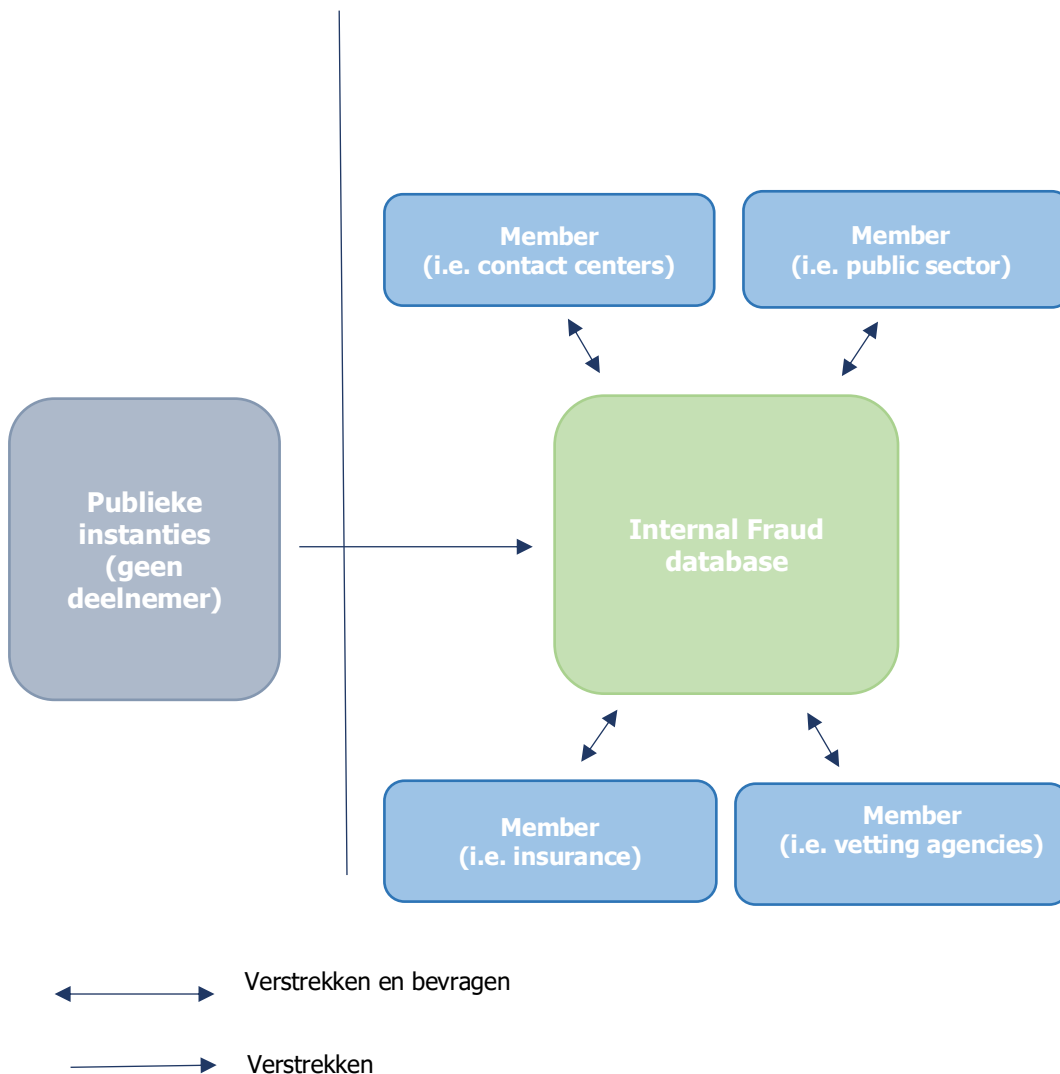 Member
(i.e. contact centers)
Member
(i.e. public sector)
Publieke
instanties
(geen
deelnemer)
Internal Fraud
database
Member
(i.e. insurance)
Member
(i.e. vetting agencies)
Verstrekken en bevragen
Verstrekken